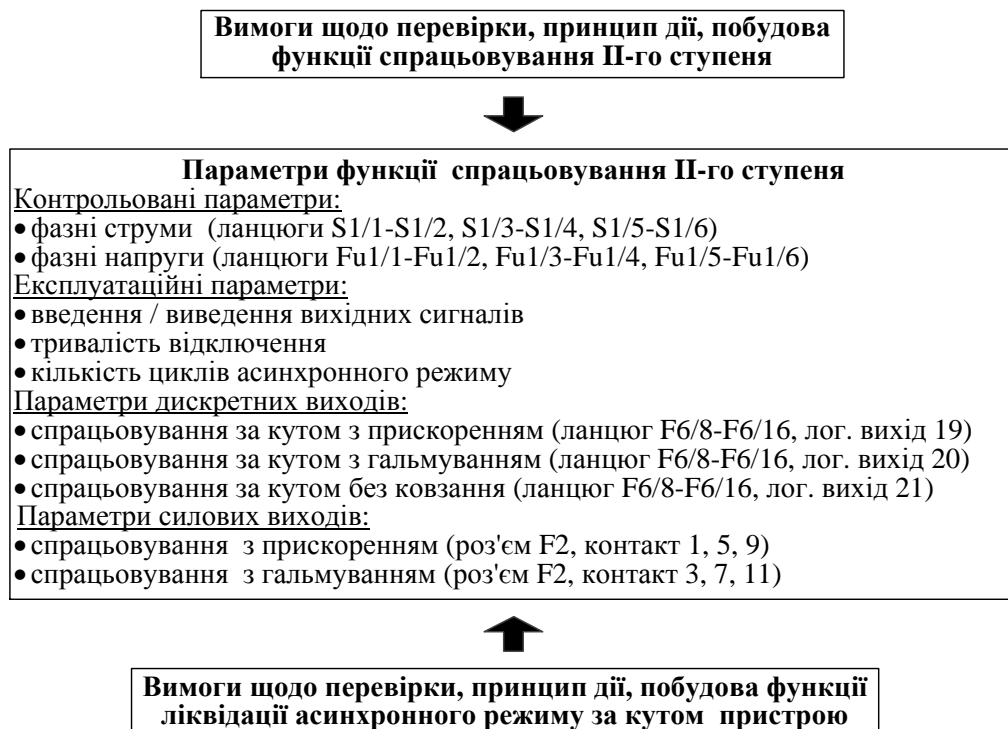 Вимоги щодо перевірки, принцип дії, побудова
функції спрацьовування II-го ступеня
Параметри функції спрацьовування II-го ступеня
Контрольовані параметри:
• фазні струми (ланцюги S1/1-S1/2, S1/3-S1/4, S1/5-S1/6)
• фазні напруги (ланцюги Fu1/1-Fu1/2, Fu1/3-Fu1/4, Fu1/5-Fu1/6)
Експлуатаційні параметри:
• введення / виведення вихідних сигналів
• тривалість відключення
• кількість циклів асинхронного режиму
Параметри дискретних виходів:
• спрацьовування за кутом з прискоренням (ланцюг F6/8-F6/16, лог. вихід 19)
• спрацьовування за кутом з гальмуванням (ланцюг F6/8-F6/16, лог. вихід 20)
• спрацьовування за кутом без ковзання (ланцюг F6/8-F6/16, лог. вихід 21)
Параметри силових виходів:
• спрацьовування з прискоренням (роз'єм F2, контакт 1, 5, 9)
• спрацьовування з гальмуванням (роз'єм F2, контакт 3, 7, 11)
Вимоги щодо перевірки, принцип дії, побудова функції
ліквідації асинхронного режиму за кутом пристрою